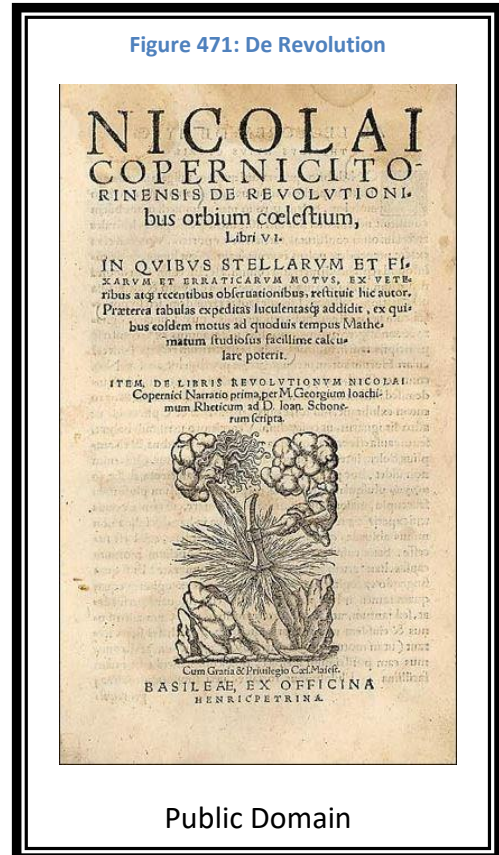 Figure 471: De Revolution
NICOLAI
COPERNICI TO-
RINENSIS DE REVOLVTIONI-
bus orbium cœlestium,
Libri VI.
IN QVIBVS STELLARVM ET FI-
XARVM ET ERRATICARVM MOTVS, EX VETE-
ribus atq; recentibus obseruationibus, restituit hic autor.
Præterea tabulas expeditas luculentasq; addidit, ex qui-
bus eosdem motus ad quoduis tempus Mathe-
matum studiosus facillime calcu-
lare poterit.
ITEM, DE LIBRIS REVOLVTIONVM NICOLAI
Copernici Narratio prima, per M. Georgium Ioachi-
mum Rheticum ad D. Ioan. Schone-
rum scripta.
Cum Gratia & Priuilegio Cæs. Maiest.
BASILEAE, EX OFFICINA
HENRICPETRINA.
Public Domain